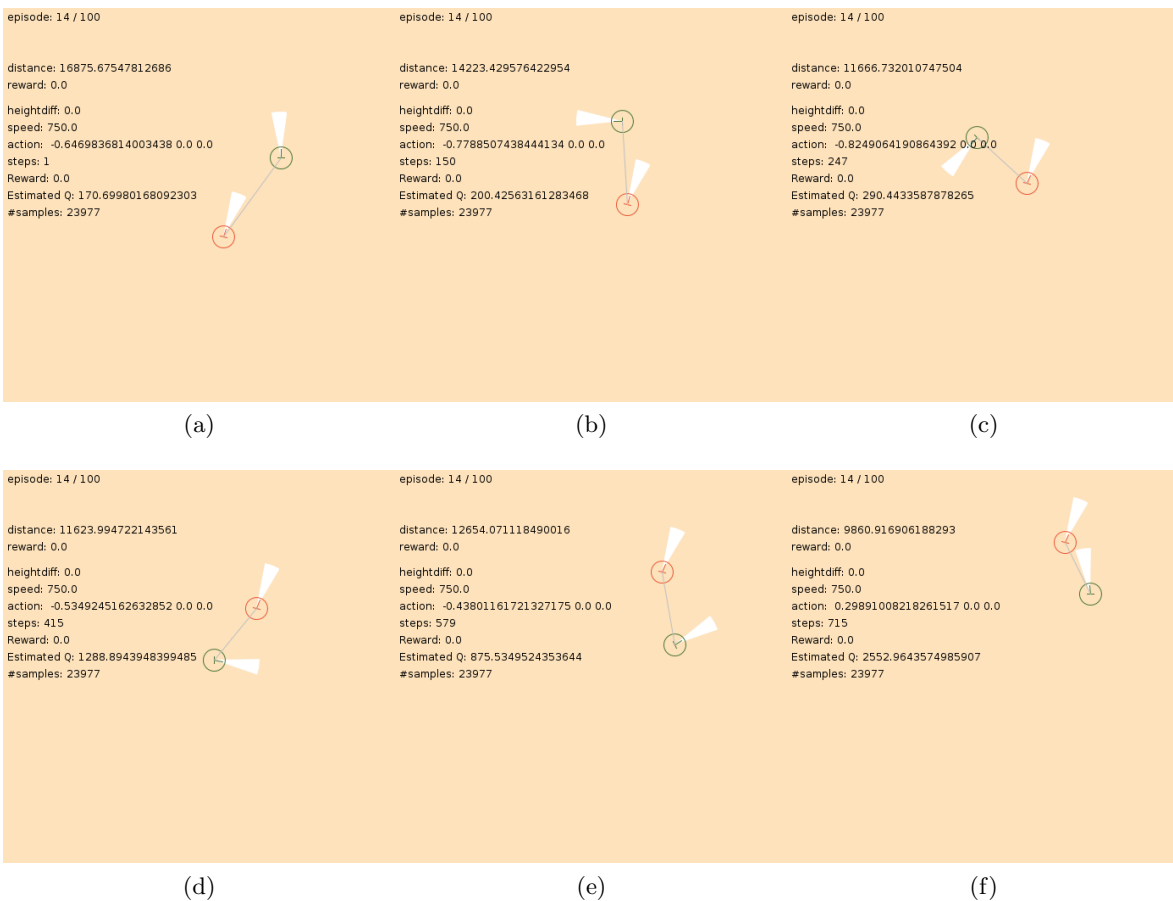 episode: 14 / 100
distance: 16875.67547812686
reward: 0.0
heightdiff: 0.0
speed: 750.0
action: -0.6469836814003438 0.0 0.0
steps: 1
Reward: 0.0
Estimated Q: 170.69980168092303
#samples: 23977
(a)
episode: 14 / 100
distance: 14223.429576422954
reward: 0.0
heightdiff: 0.0
speed: 750.0
action: -0.7788507438444134 0.0 0.0
steps: 150
Reward: 0.0
Estimated Q: 200.42563161283468
#samples: 23977
(b)
episode: 14 / 100
distance: 11666.732010747504
reward: 0.0
heightdiff: 0.0
speed: 750.0
action: -0.8249064190864392 0.0 0.0
steps: 247
Reward: 0.0
Estimated Q: 290.4433587878265
#samples: 23977
(c)
episode: 14 / 100
distance: 11623.994722143561
reward: 0.0
heightdiff: 0.0
speed: 750.0
action: -0.5349245162632852 0.0 0.0
steps: 415
Reward: 0.0
Estimated Q: 1288.8943948399485
#samples: 23977
(d)
episode: 14 / 100
distance: 12654.071118490016
reward: 0.0
heightdiff: 0.0
speed: 750.0
action: -0.43801161721327175 0.0 0.0
steps: 579
Reward: 0.0
Estimated Q: 875.5349524353644
#samples: 23977
(e)
episode: 14 / 100
distance: 9860.916906188293
reward: 0.0
heightdiff: 0.0
speed: 750.0
action: 0.29891008218261517 0.0 0.0
steps: 715
Reward: 0.0
Estimated Q: 2552.9643574985907
#samples: 23977
(f)